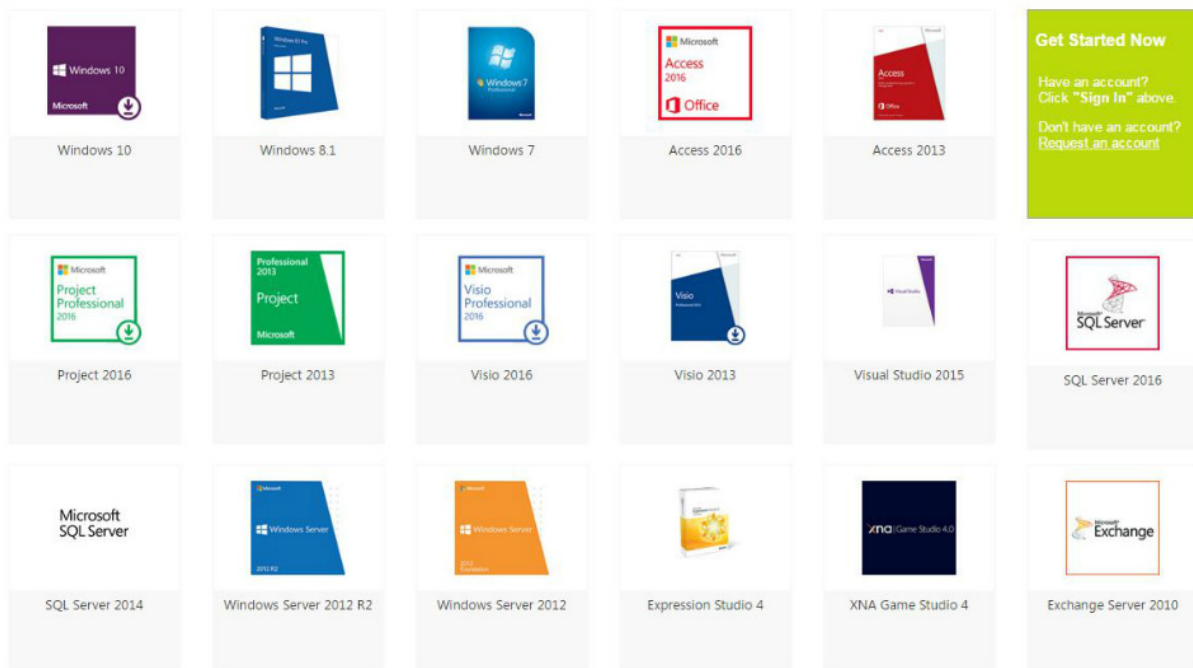 Windows 10
Microsoft
Windows 10
Windows 8.1 Pro
Windows 8.1
Windows 7
Professional
Windows 7
Microsoft
Access
2016
Office
Access 2016
Access
Office
Access 2013
Get Started Now
Have an account?
Click "Sign In" above.
Don't have an account?
Request an account
Microsoft
Project
Professional
2016
Project 2016
Professional
2013
Project
Microsoft
Project 2013
Microsoft
Visio
Professional
2016
Visio 2016
Visio
Visio 2013
Visual Studio
Visual Studio 2015
Microsoft
SQL Server
SQL Server 2016
Microsoft
SQL Server
SQL Server 2014
Microsoft
Windows Server
2012 R2
Windows Server 2012 R2
Windows Server
2012
Foundation
Windows Server 2012
Expression Studio 4
xna Game Studio 4.0
XNA Game Studio 4
Microsoft
Exchange
Exchange Server 2010